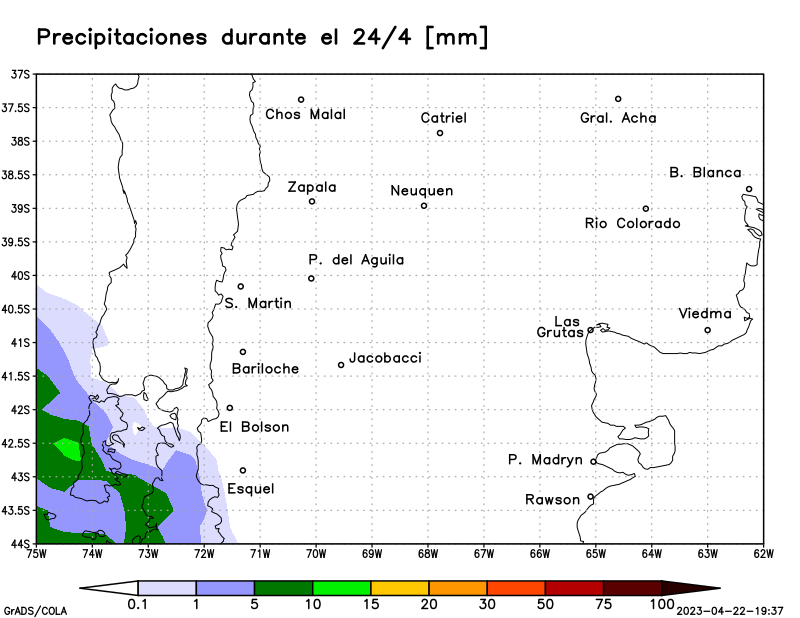 Precipitaciones durante el 24/4 [mm]
37S
37.5S
38S
38.5S
39S
39.5S
40S
40.5S
41S
41.5S
42S
42.5S
43S
43.5S
44S
Chos Malal
Catriel
Gral. Acha
B. Blanca
Zapala
Neuquen
Rio Colorado
P. del Aguila
S. Martin
Las
Grutas
Viedma
Bariloche
Jacobacci
El Bolson
P. Madryn
Esquel
Rawson
75W 74W 73W 72W 71W 70W 69W 68W 67W 66W 65W 64W 63W 62W
0.1 1 5 10 15 20 30 50 75 100
GrADS/COLA
2023-04-22-19:37